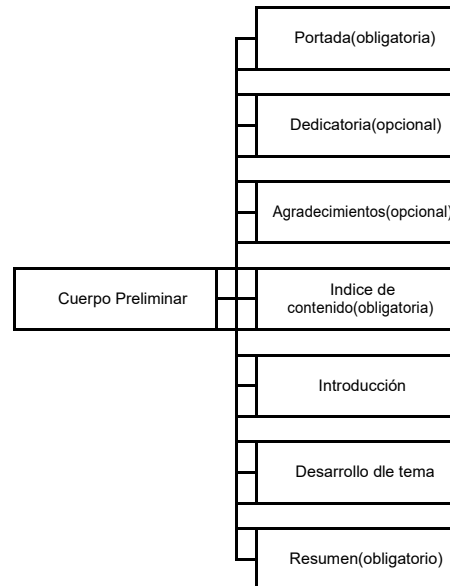 Portada(obligatoria)
Dedicatoria(opcional)
Agradecimientos(opcional)
Cuerpo Preliminar
Indice de
contenido(obligatoria)
Introducción
Desarrollo dle tema
Resumen(obligatorio)